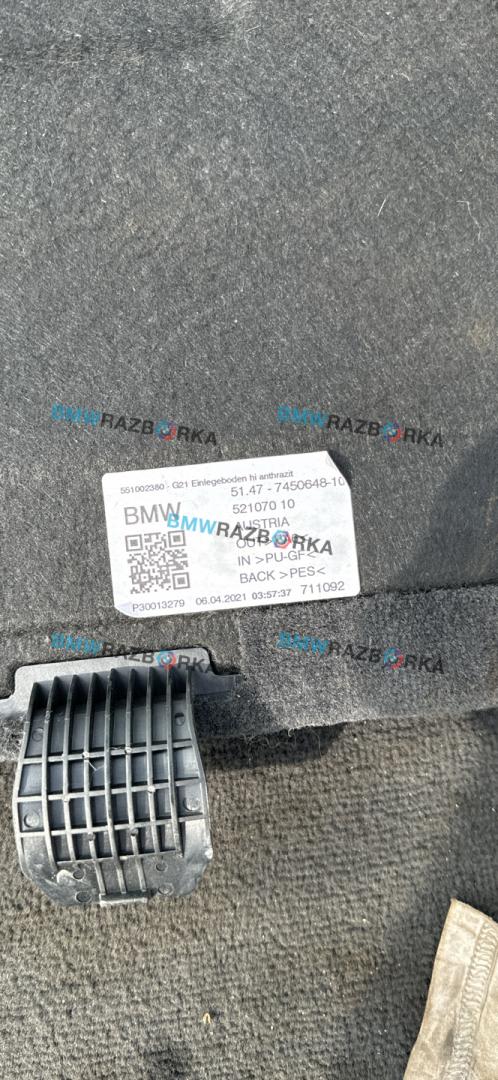 BMWRAZBORKA
BMWRAZBORKA
551002380 - G21 Einlegeboden hi anthrazit
51.47 - 7450648-10
BMW
521070 10
BMWRAZBORKA
AUSTRIA
IN >PU-GF<
BACK >PES<
P30013279 06.04.2021 03:57:37 711092
BMWRAZBORKA
BMWRAZBORKA